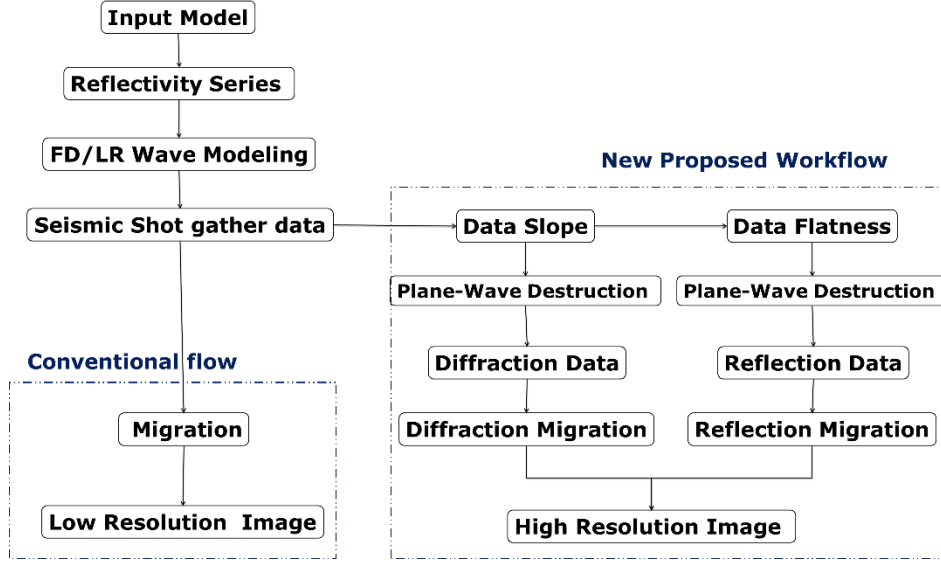 Input Model
Reflectivity Series
FD/LR Wave Modeling
Seismic Shot gather data
Conventional flow
Migration
Low Resolution Image
New Proposed Workflow
Data Slope
Data Flatness
Plane-Wave Destruction
Plane-Wave Destruction
Diffraction Data
Reflection Data
Diffraction Migration
Reflection Migration
High Resolution Image